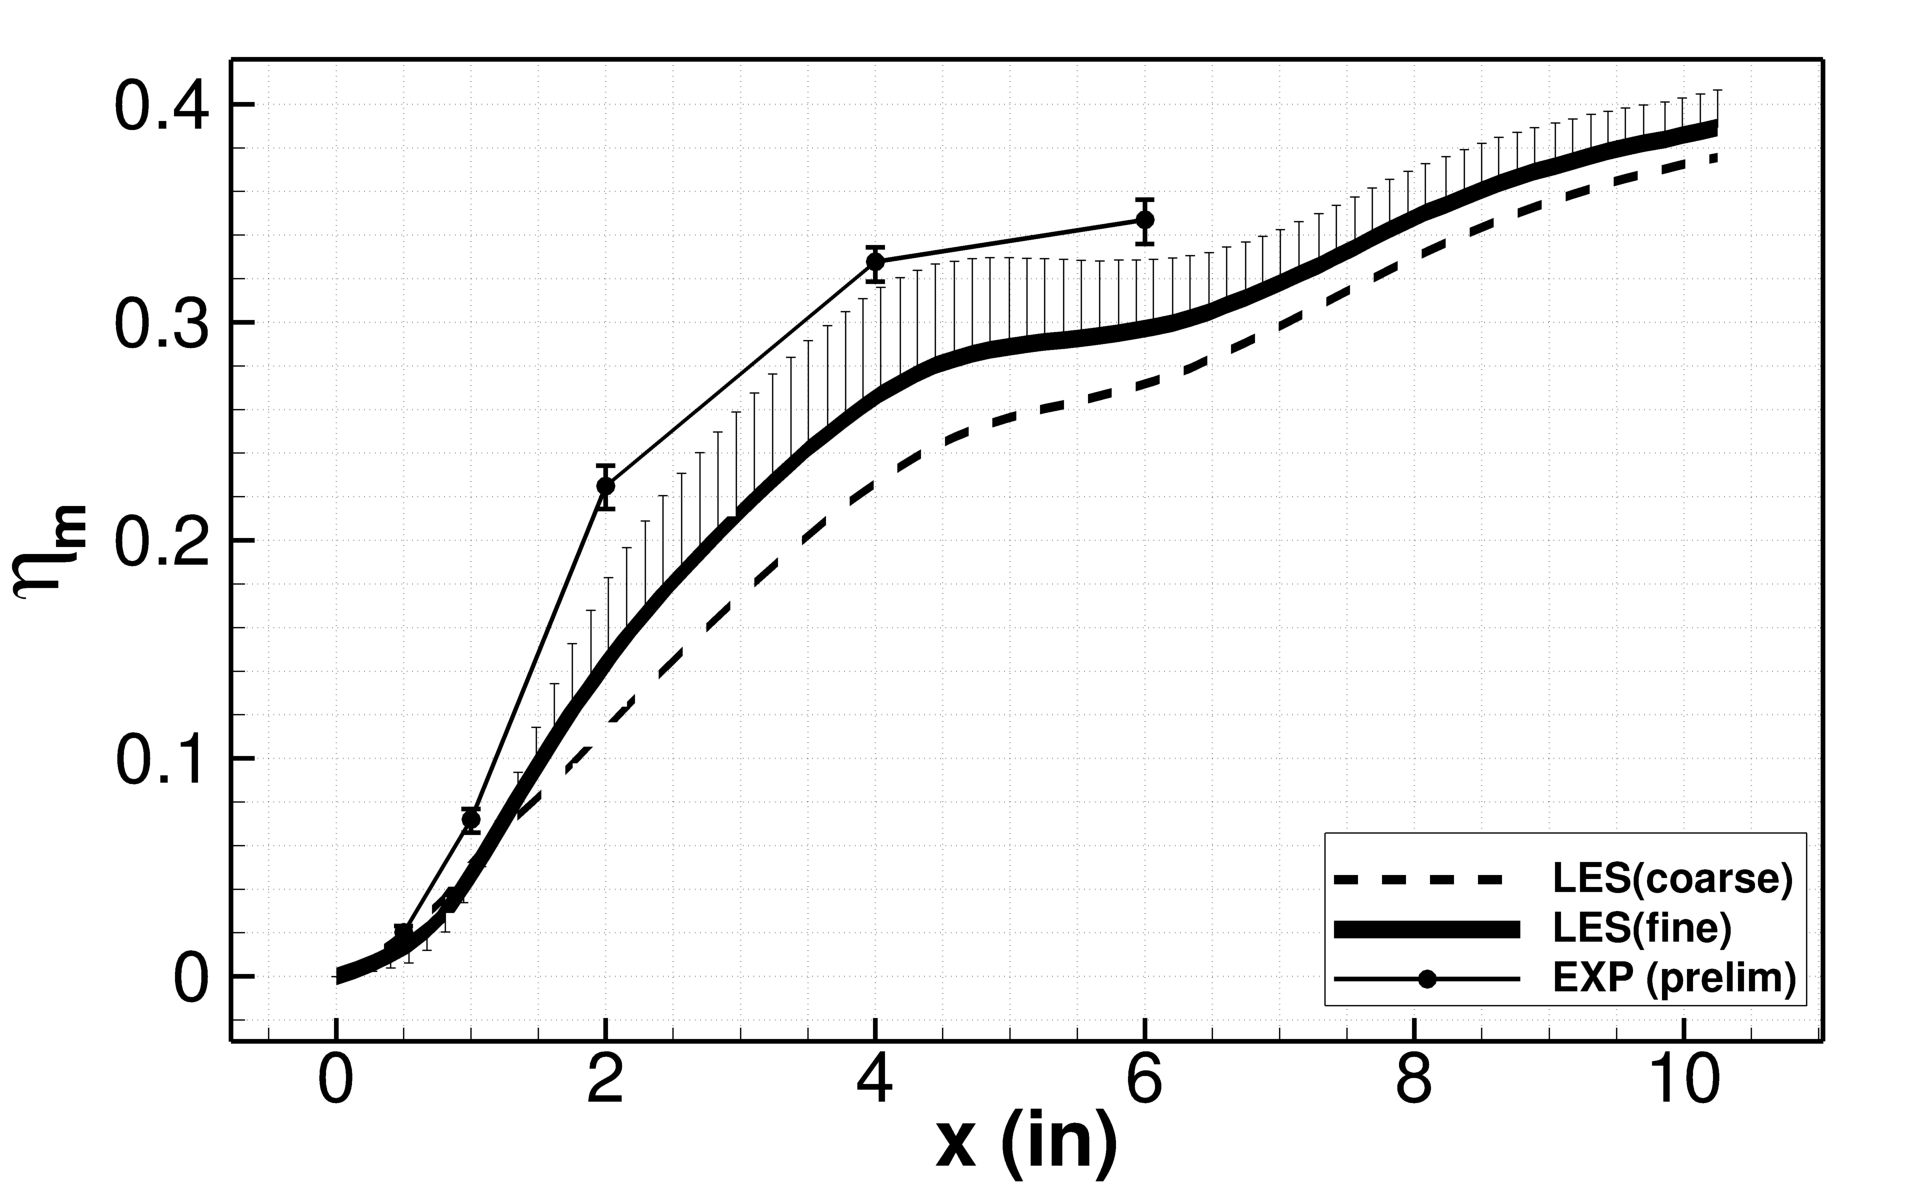 0.4
0.3
0.2
0.1
0
ηm
0 2 4 6 8 10
x (in)
LES(coarse)
LES(fine)
EXP (prelim)